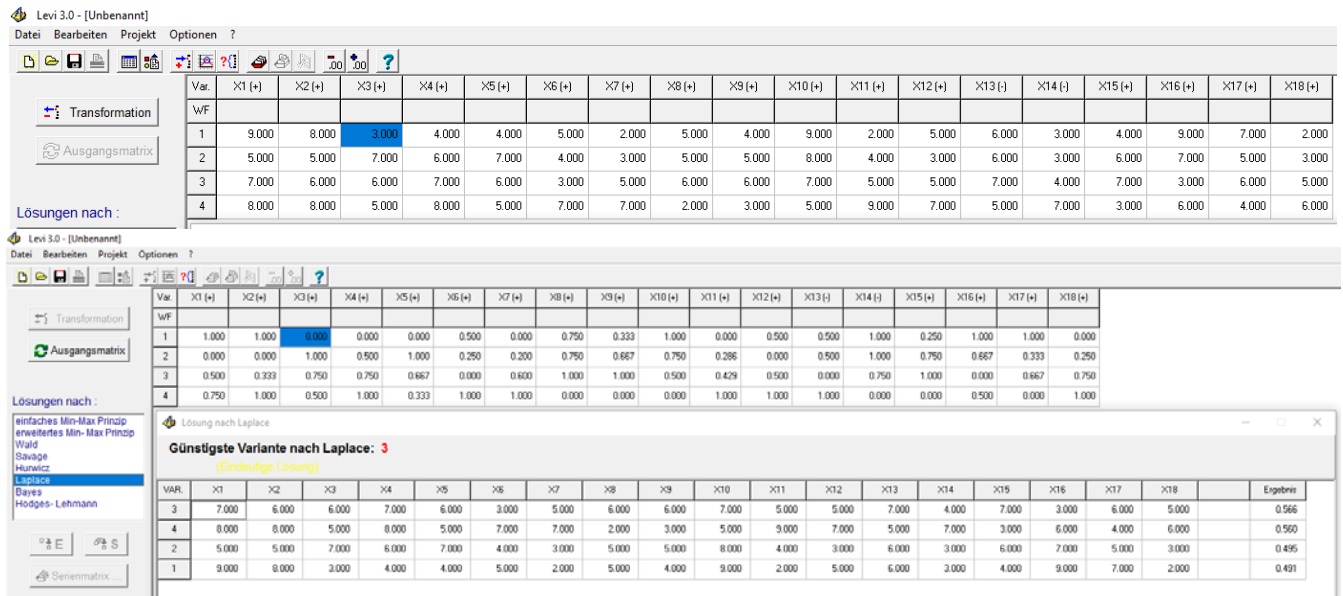 Levi 3.0 - [Unbenannt]
Datei Bearbeiten Projekt Optionen ?
Var. X1 (+) X2 (+) X3 (+) X4 (+) X5 (+) X6 (+) X7 (+) X8 (+) X9 (+) X10 (+) X11 (+) X12 (+) X13 (-) X14 (-) X15 (+) X16 (+) X17 (+) X18 (+)
WF
Transformation
1 9.000 8.000 3.000 4.000 4.000 5.000 2.000 5.000 4.000 9.000 2.000 5.000 6.000 3.000 4.000 9.000 7.000 2.000
Ausgangsmatrix
2 5.000 5.000 7.000 6.000 7.000 4.000 3.000 5.000 5.000 8.000 4.000 3.000 6.000 3.000 6.000 7.000 5.000 3.000
3 7.000 6.000 6.000 7.000 6.000 3.000 5.000 6.000 6.000 7.000 5.000 5.000 7.000 4.000 7.000 3.000 6.000 5.000
4 8.000 8.000 5.000 8.000 5.000 7.000 7.000 2.000 3.000 5.000 9.000 7.000 5.000 7.000 3.000 6.000 4.000 6.000
Lösungen nach :
Levi 3.0 - [Unbenannt]
Datei Bearbeiten Projekt Optionen ?
Var. X1 (+) X2 (+) X3 (+) X4 (+) X5 (+) X6 (+) X7 (+) X8 (+) X9 (+) X10 (+) X11 (+) X12 (+) X13 (-) X14 (-) X15 (+) X16 (+) X17 (+) X18 (+)
WF
Transformation
1 1.000 1.000 0.000 0.000 0.000 0.500 0.000 0.750 0.333 1.000 0.000 0.500 0.500 1.000 0.250 1.000 1.000 0.000
Ausgangsmatrix
2 0.000 0.000 1.000 0.500 1.000 0.250 0.200 0.750 0.667 0.750 0.286 0.000 0.500 1.000 0.750 0.667 0.333 0.250
3 0.500 0.333 0.750 0.750 0.667 0.000 0.600 1.000 1.000 0.500 0.429 0.500 0.000 0.750 1.000 0.000 0.667 0.750
4 0.750 1.000 0.500 1.000 0.333 1.000 1.000 0.000 0.000 0.000 1.000 1.000 1.000 0.000 0.000 0.500 0.000 1.000
Lösungen nach :
einfaches Min-Max Prinzip
erweitertes Min- Max Prinzip
Wald
Savage
Hurwicz
Laplace
Bayes
Hodges- Lehmann
E
S
Serienmatrix ...
Lösung nach Laplace
Günstigste Variante nach Laplace: 3
(Eindeutige Lösung)
VAR. X1 X2 X3 X4 X5 X6 X7 X8 X9 X10 X11 X12 X13 X14 X15 X16 X17 X18 Ergebnis
3 7.000 6.000 6.000 7.000 6.000 3.000 5.000 6.000 6.000 7.000 5.000 5.000 7.000 4.000 7.000 3.000 6.000 5.000 0.566
4 8.000 8.000 5.000 8.000 5.000 7.000 7.000 2.000 3.000 5.000 9.000 7.000 5.000 7.000 3.000 6.000 4.000 6.000 0.560
2 5.000 5.000 7.000 6.000 7.000 4.000 3.000 5.000 5.000 8.000 4.000 3.000 6.000 3.000 6.000 7.000 5.000 3.000 0.495
1 9.000 8.000 3.000 4.000 4.000 5.000 2.000 5.000 4.000 9.000 2.000 5.000 6.000 3.000 4.000 9.000 7.000 2.000 0.491